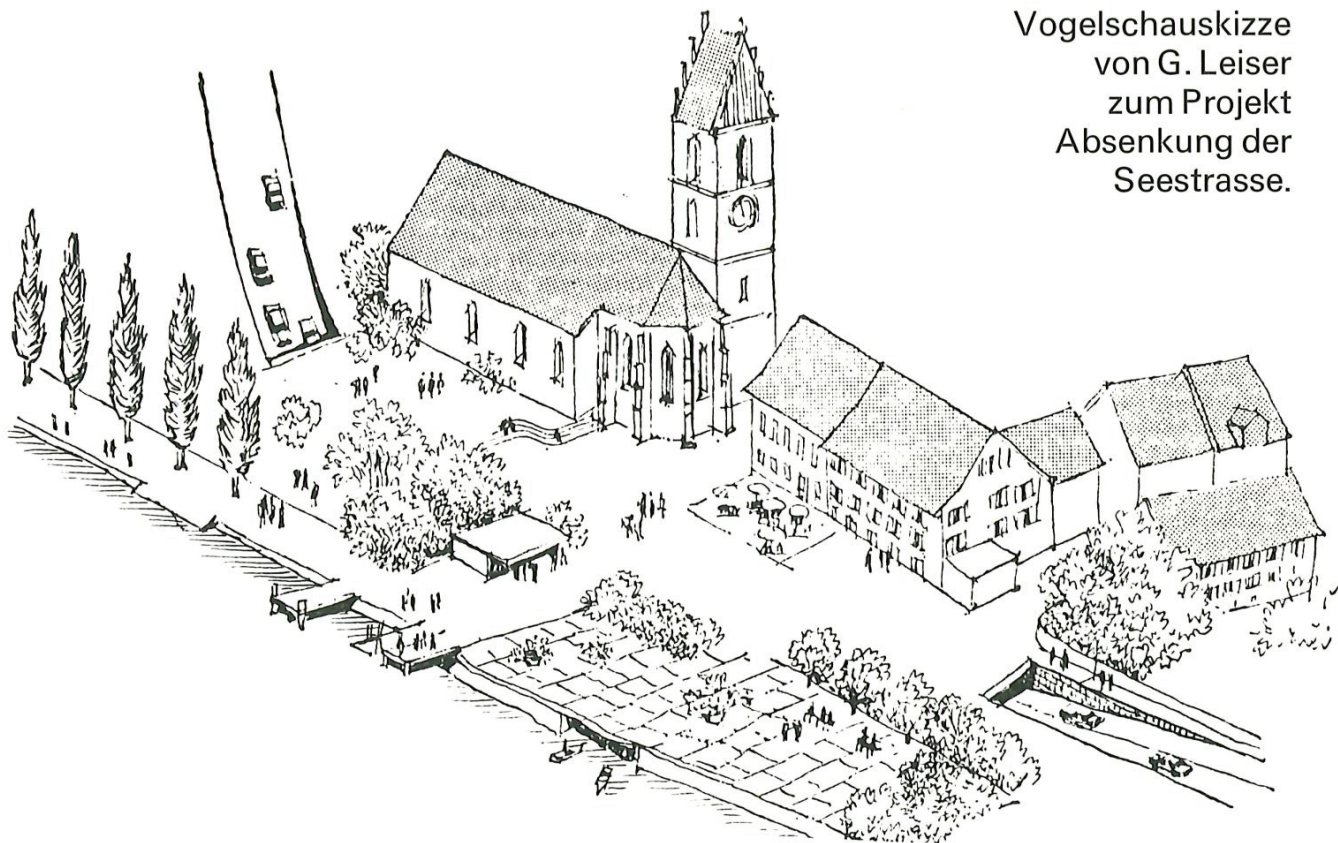 Vogelschauskizze
von G. Leiser
zum Projekt
Absenkung der
Seestrasse.